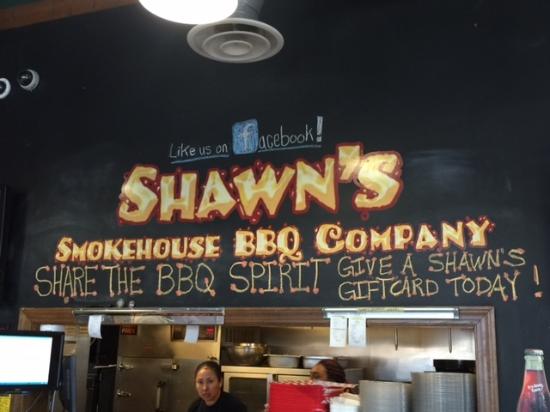 Like us on facebook!
SHAWN'S
SMOKEHOUSE BBQ COMPANY
SHARE THE BBQ SPIRIT
GIVE A SHAWN'S
GIFTCARD TODAY!